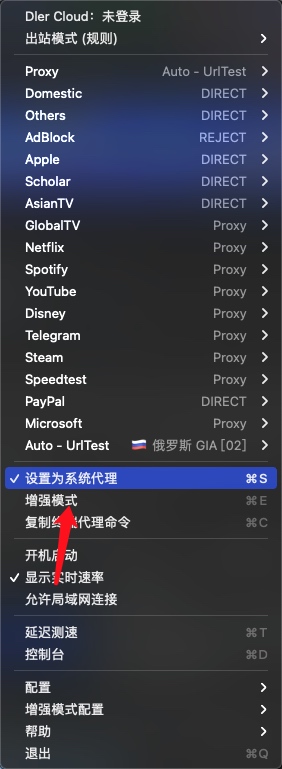 Dler Cloud：未登录
出站模式 (规则)
Proxy Auto - UrlTest
Domestic DIRECT
Others DIRECT
AdBlock REJECT
Apple DIRECT
Scholar DIRECT
AsianTV DIRECT
GlobalTV Proxy
Netflix Proxy
Spotify Proxy
YouTube Proxy
Disney Proxy
Telegram Proxy
Steam Proxy
Speedtest Proxy
PayPal DIRECT
Microsoft Proxy
Auto - UrlTest 🇷🇺 俄罗斯 GIA [02]
✓ 设置为系统代理 ⌘S
增强模式 ⌘E
复制终端代理命令 ⌘C
开机启动
✓ 显示实时速率
允许局域网连接
延迟测速 ⌘T
控制台 ⌘D
配置
增强模式配置
帮助
退出 ⌘Q